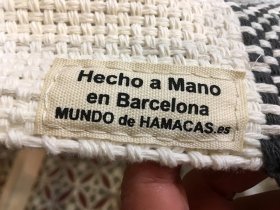 Hecho a Mano
en Barcelona
MUNDO de HAMACAS.es